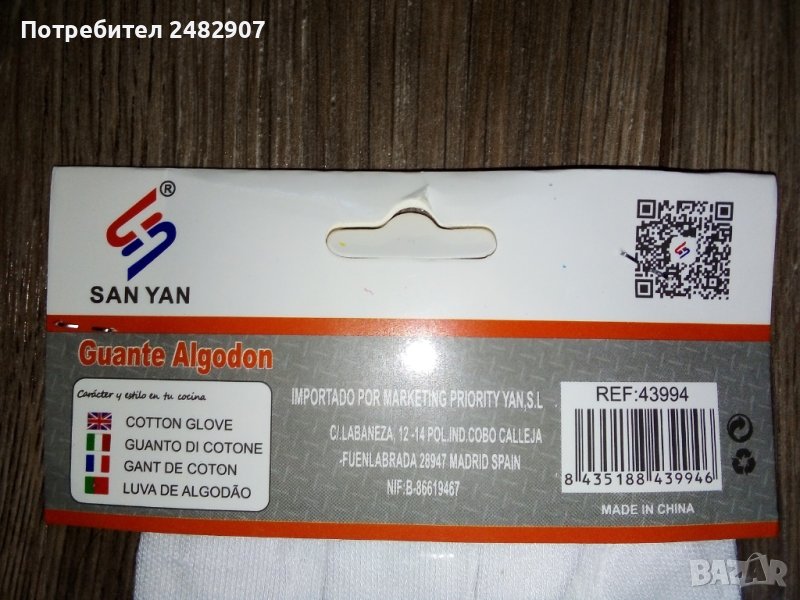 Потребител 2482907
®
SAN YAN
Guante Algodon
Carácter y estilo en tu cocina
COTTON GLOVE
GUANTO DI COTONE
GANT DE COTON
LUVA DE ALGODÃO
IMPORTADO POR MARKETING PRIORITY YAN,S.L
C/.LABANEZA, 12-14 POL.IND.COBO CALLEJA
-FUENLABRADA 28947 MADRID SPAIN
NIF:B-86619467
REF:43994
8 435188 439946
MADE IN CHINA
BAZAR